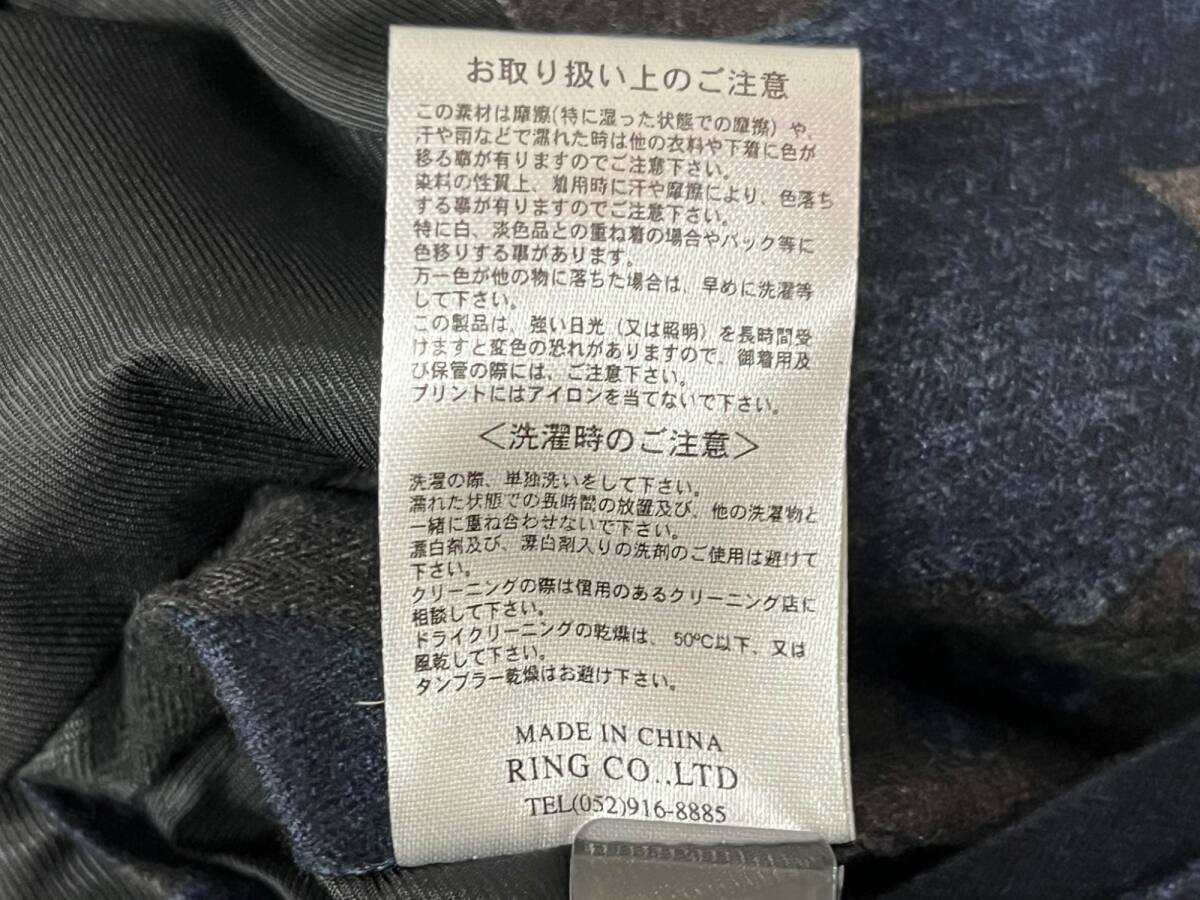 お取り扱い上のご注意
この素材は摩擦(特に湿った状態での摩擦)や、
汗や雨などで濡れた時は他の衣料や下着に色が
移る事が有りますのでご注意下さい。
染料の性質上、着用時に汗や摩擦により、色落ち
する事が有りますのでご注意下さい。
特に白、淡色品との重ね着の場合やバック等に
色移りする事があります。
万一色が他の物に落ちた場合は、早めに洗濯等
して下さい。
この製品は、強い日光(又は照明)を長時間受
けますと変色の恐れがありますので、御着用及
び保管の際には、ご注意下さい。
プリントにはアイロンを当てないで下さい。
<洗濯時のご注意>
洗濯の際、単独洗いをして下さい。
濡れた状態での長時間の放置及び、他の洗濯物と
一緒に重ね合わせないで下さい。
漂白剤及び、漂白剤入りの洗剤のご使用は避けて
下さい。
クリーニングの際は信用のあるクリーニング店に
相談して下さい。
ドライクリーニングの乾燥は、50℃以下、又は
風乾して下さい。
タンブラー乾燥はお避け下さい。
MADE IN CHINA
RING CO.,LTD
TEL(052)916-8885